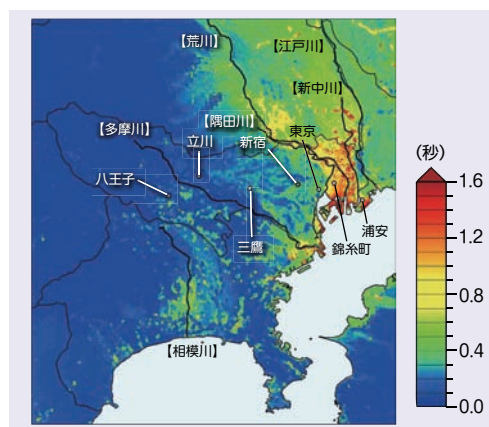 【荒川】
【江戸川】
【新中川】
【隅田川】
【多摩川】
立川
新宿
東京
八王子
浦安
錦糸町
三鷹
【相模川】
(秒)
1.6
1.2
0.8
0.4
0.0